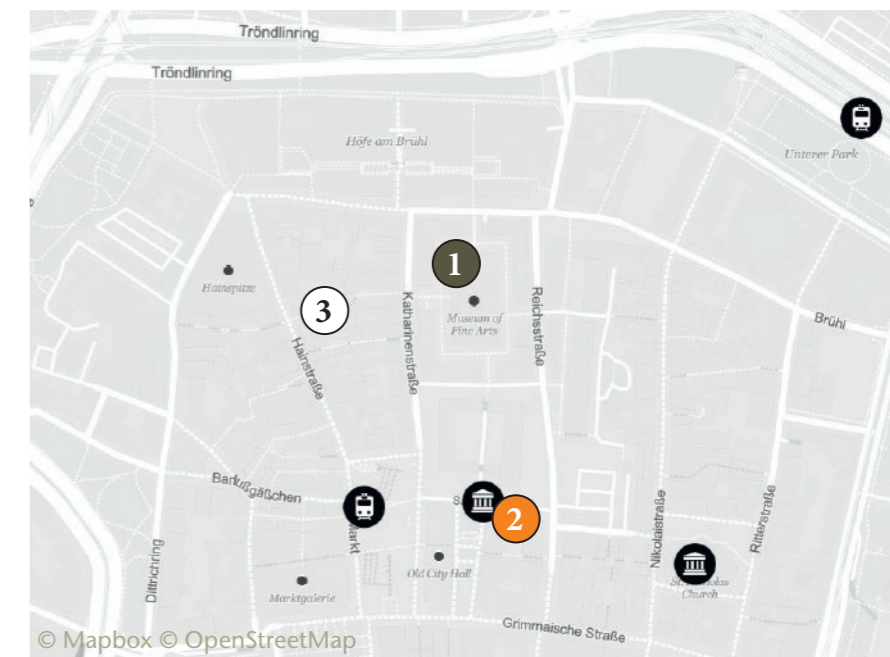 Tröndlinring
Tröndlinring
Höfe am Brühl
Unterer Park
1
Hainspitze
3
Museum of
Fine Arts
Katharinenstraße
Reichsstraße
Brühl
Hainstraße
Barfußgäßchen
2
Markt
Nikolaistraße
Ritterstraße
Dittrichring
Old City Hall
Marktgalerie
Church
Grimmaische Straße
© Mapbox © OpenStreetMap